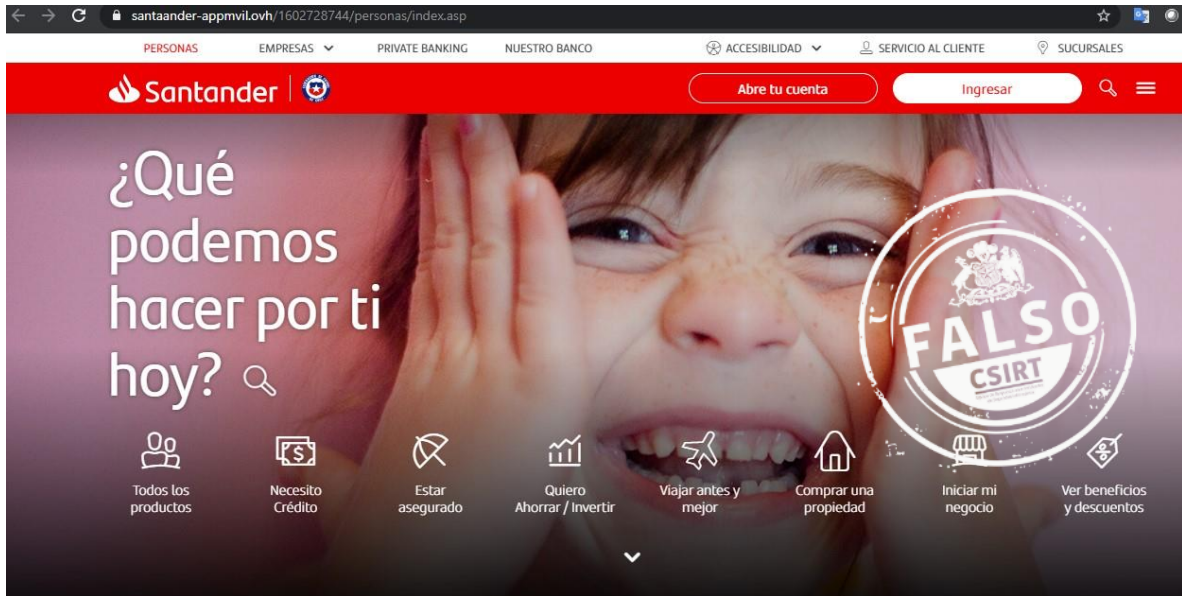 santaander-appmvil.ovh/1602728744/personas/index.asp
PERSONAS EMPRESAS PRIVATE BANKING NUESTRO BANCO ACCESIBILIDAD SERVICIO AL CLIENTE SUCURSALES
Santander Abre tu cuenta Ingresar
¿Qué
podemos
hacer por ti
hoy?
FALSO
CSIRT
Todos los
productos
Necesito
Crédito
Estar
asegurado
Quiero
Ahorrar / Invertir
Viajar antes y
mejor
Comprar una
propiedad
Iniciar mi
negocio
Ver beneficios
y descuentos